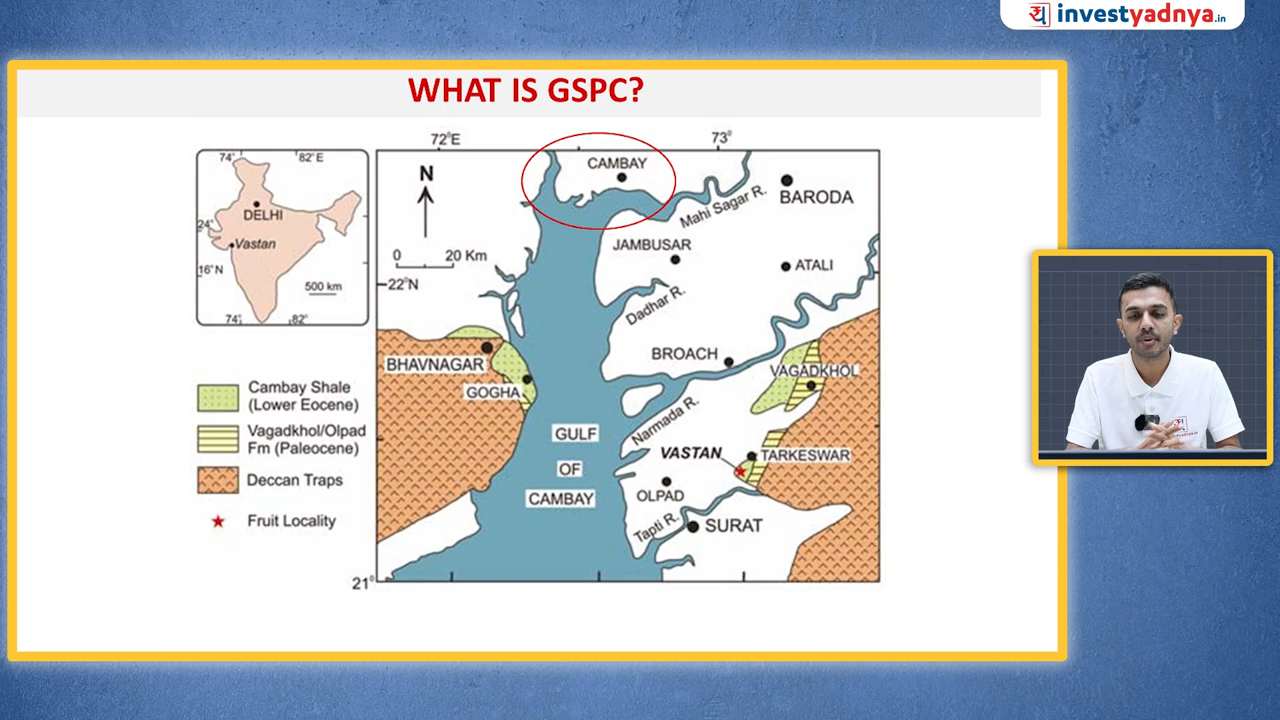 investyadnya.in
WHAT IS GSPC?
72°E
73°
74°
82°E
DELHI
24°
Vastan
16°N
500 km
74°
82°
N
0 20 Km
22°N
21°
CAMBAY
Mahi Sagar R.
BARODA
JAMBUSAR
ATALI
Dadhar R.
BHAVNAGAR
GOGHA
BROACH
VAGADKHOL
Narmada R.
GULF
OF
CAMBAY
VASTAN
TARKESWAR
OLPAD
Tapti R.
SURAT
Cambay Shale
(Lower Eocene)
Vagadkhol/Olpad
Fm (Paleocene)
Deccan Traps
Fruit Locality